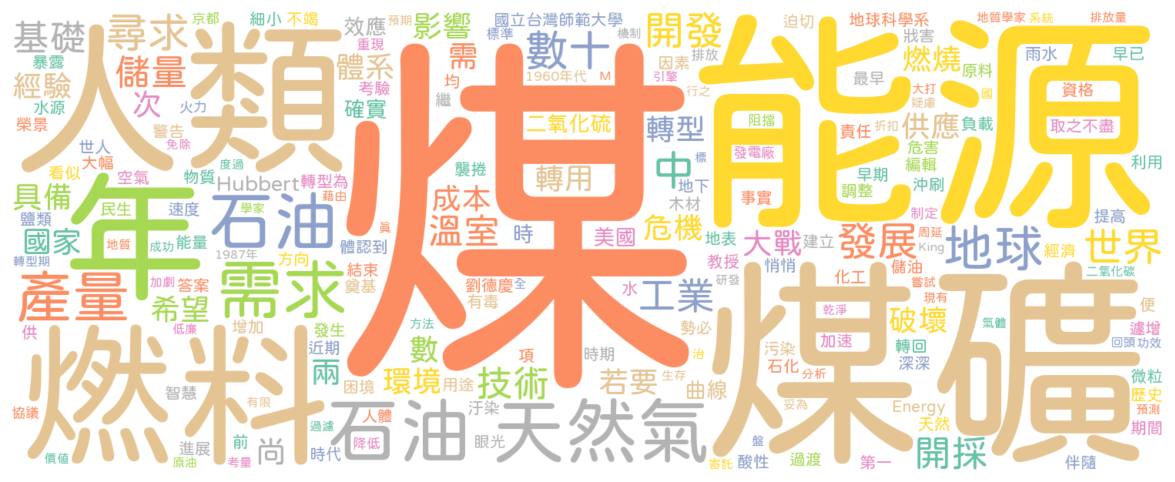 京都
細小
不竭
影響
國立台灣師範大學
數十
開發
迫切
地球科學系
地質學家
系統
排放量
基礎
尋求
效應
標準
機制
戕害
雨水
早已
暴露
儲量
重現
需
因素
排放
燃燒
原料
人類
體系
均
1960年代
M
引擎
最早
大打
國
資格
經驗
次
考驗
煤
行之
能源
疑慮
水源
火力
確實
繼
二氧化硫
轉型
阻擋
責任
折扣
供應
負載
取之不盡
榮景
警告
免除
襲捲
中
標
發電廠
危害
編輯
利用
世人
度過
看似
大幅
空氣
物質
Hubbert
轉型為
藉由
成本
轉用
地下
事實
早期
調整
沖刷
具備
年
民生
速度
石油
學家
眞
溫室
木材
制定
提高
鹽類
國家
地質
成功
能量
體認到
時
美國
危機
地表
大戰
建立
發展
周延
King
地球
經濟
世界
轉型期
1987年
方向
教授
悄悄
儲油
二氧化碳
產量
加劇
答案
需求
結束
奠基
劉德慶
全
有毒
水
研發
工業
化工
嘗試
現有
希望
低廉
增加
發生
方法
勢必
乾淨
破壞
氣體
便
遽增
供
燃料
近期
兩
數
項
時期
治
污染
加速
煤礦
轉回
回頭
功效
困境
環境
用途
技術
若要
生存
曲線
石化
分析
深深
微粒
智慧
有限
協議
人體
石油
汙染
天然氣
妥為
Energy
歷史
預測
進展
前
過濾
降低
眼光
天然
期間
價值
原油
考量
尚
時代
盤
寄託
酸性
過渡
第一
開採
伴隨
預期